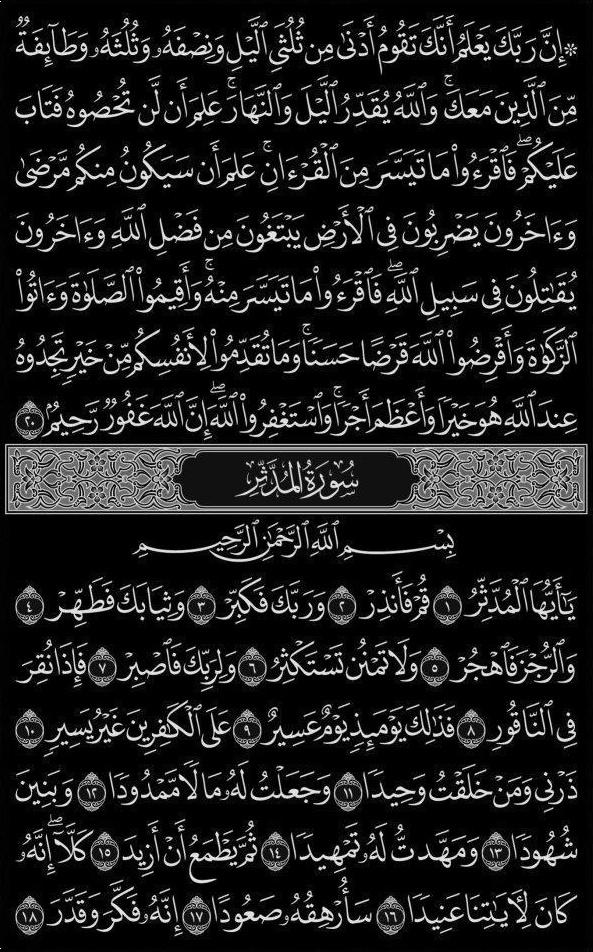 ۞ إِنَّ رَبَّكَ يَعْلَمُ أَنَّكَ تَقُومُ أَدْنَىٰ مِن ثُلُثَيِ ٱلَّيْلِ وَنِصْفَهُۥ وَثُلُثَهُۥ وَطَآئِفَةٌ
مِّنَ ٱلَّذِينَ مَعَكَ ۚ وَٱللَّهُ يُقَدِّرُ ٱلَّيْلَ وَٱلنَّهَارَ ۚ عَلِمَ أَن لَّن تُحْصُوهُ فَتَابَ
عَلَيْكُمْ ۖ فَٱقْرَءُوا۟ مَا تَيَسَّرَ مِنَ ٱلْقُرْءَانِ ۚ عَلِمَ أَن سَيَكُونُ مِنكُم مَّرْضَىٰ
وَءَاخَرُونَ يَضْرِبُونَ فِى ٱلْأَرْضِ يَبْتَغُونَ مِن فَضْلِ ٱللَّهِ وَءَاخَرُونَ
يُقَٰتِلُونَ فِى سَبِيلِ ٱللَّهِ ۖ فَٱقْرَءُوا۟ مَا تَيَسَّرَ مِنْهُ ۚ وَأَقِيمُوا۟ ٱلصَّلَوٰةَ وَءَاتُوا۟
ٱلزَّكَوٰةَ وَأَقْرِضُوا۟ ٱللَّهَ قَرْضًا حَسَنًا ۚ وَمَا تُقَدِّمُوا۟ لِأَنفُسِكُم مِّنْ خَيْرٍ تَجِدُوهُ
عِندَ ٱللَّهِ هُوَ خَيْرًا وَأَعْظَمَ أَجْرًا ۚ وَٱسْتَغْفِرُوا۟ ٱللَّهَ ۖ إِنَّ ٱللَّهَ غَفُورٌ رَّحِيمٌۢ ٢٠
سُورَةُ المُدَّثِّرِ
بِسْمِ ٱللَّهِ ٱلرَّحْمَٰنِ ٱلرَّحِيمِ
يَٰٓأَيُّهَا ٱلْمُدَّثِّرُ ١ قُمْ فَأَنذِرْ ٢ وَرَبَّكَ فَكَبِّرْ ٣ وَثِيَابَكَ فَطَهِّرْ ٤
وَٱلرُّجْزَ فَٱهْجُرْ ٥ وَلَا تَمْنُن تَسْتَكْثِرُ ٦ وَلِرَبِّكَ فَٱصْبِرْ ٧ فَإِذَا نُقِرَ
فِى ٱلنَّاقُورِ ٨ فَذَٰلِكَ يَوْمَئِذٍ يَوْمٌ عَسِيرٌ ٩ عَلَى ٱلْكَٰفِرِينَ غَيْرُ يَسِيرٍ ١٠
ذَرْنِى وَمَنْ خَلَقْتُ وَحِيدًا ١١ وَجَعَلْتُ لَهُۥ مَالًا مَّمْدُودًا ١٢ وَبَنِينَ
شُهُودًا ١٣ وَمَهَّدتُّ لَهُۥ تَمْهِيدًا ١٤ ثُمَّ يَطْمَعُ أَنْ أَزِيدَ ١٥ كَلَّآ ۖ إِنَّهُۥ
كَانَ لِءَايَٰتِنَا عَنِيدًا ١٦ سَأُرْهِقُهُۥ صَعُودًا ١٧ إِنَّهُۥ فَكَّرَ وَقَدَّرَ ١٨